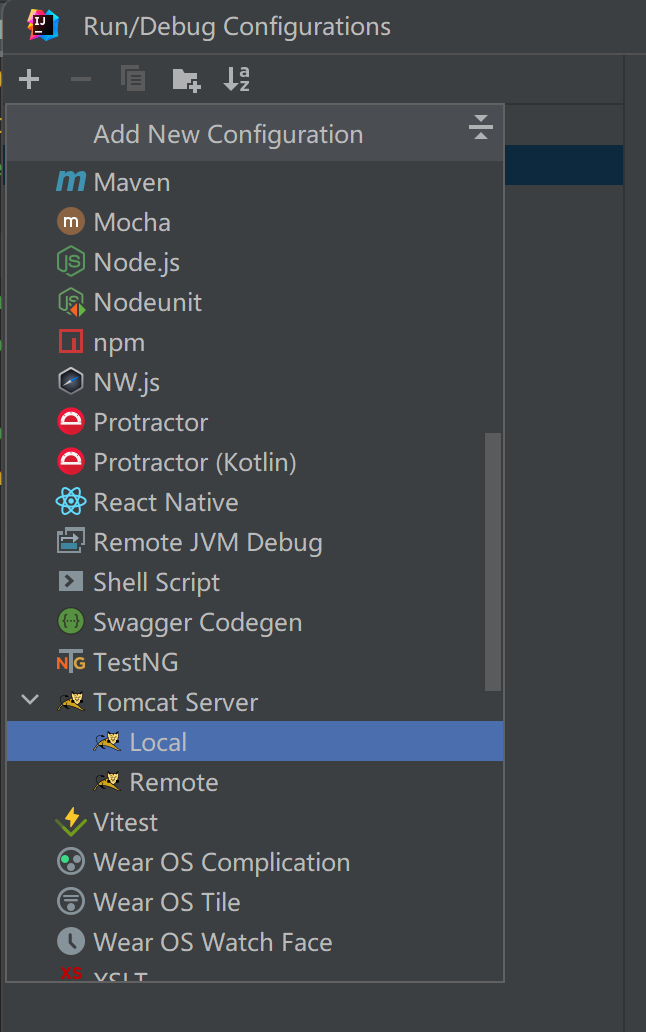 Run/Debug Configurations
Add New Configuration
Maven
Mocha
Node.js
Nodeunit
npm
NW.js
Protractor
Protractor (Kotlin)
React Native
Remote JVM Debug
Shell Script
Swagger Codegen
TestNG
Tomcat Server
Local
Remote
Vitest
Wear OS Complication
Wear OS Tile
Wear OS Watch Face
XSLT